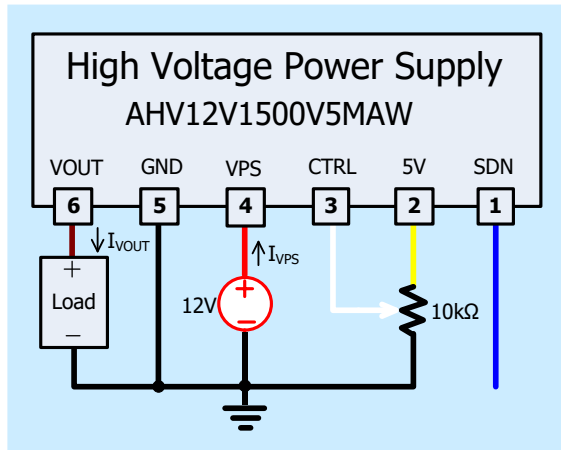 High Voltage Power Supply
AHV12V1500V5MAW
VOUT GND VPS CTRL 5V SDN
6 5 4 3 2 1
IVOUT IVPS
+ +
Load 12V 10kΩ
− −